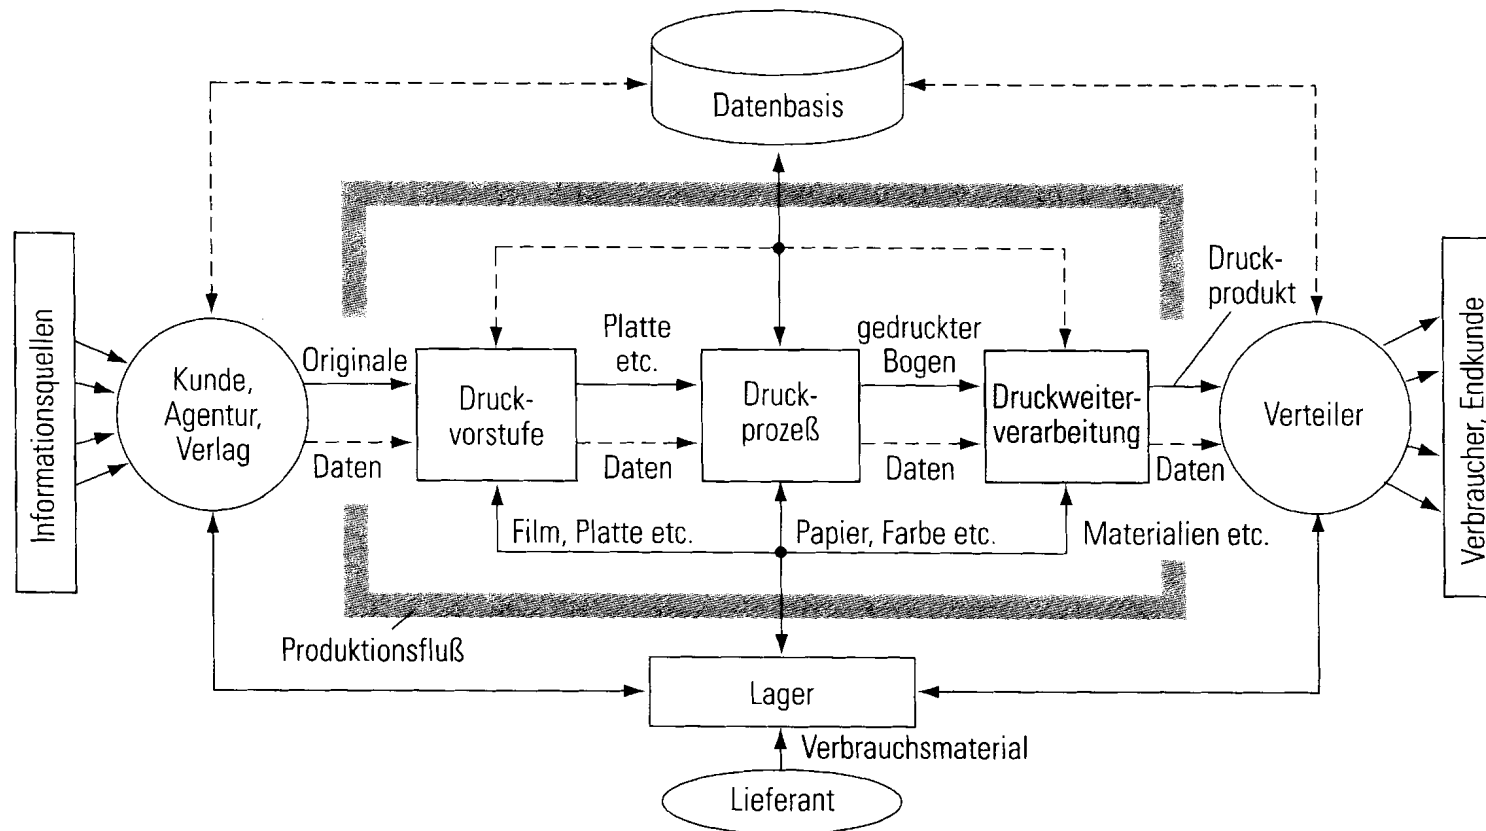 Datenbasis
Informationsquellen
Kunde,
Agentur,
Verlag
Originale
Daten
Druck-
vorstufe
Platte
etc.
Daten
Druck-
prozeß
gedruckter
Bogen
Daten
Druckweiter-
verarbeitung
Druck-
produkt
Daten
Verteiler
Verbraucher, Endkunde
Film, Platte etc.
Papier, Farbe etc.
Materialien etc.
Produktionsfluß
Lager
Verbrauchsmaterial
Lieferant